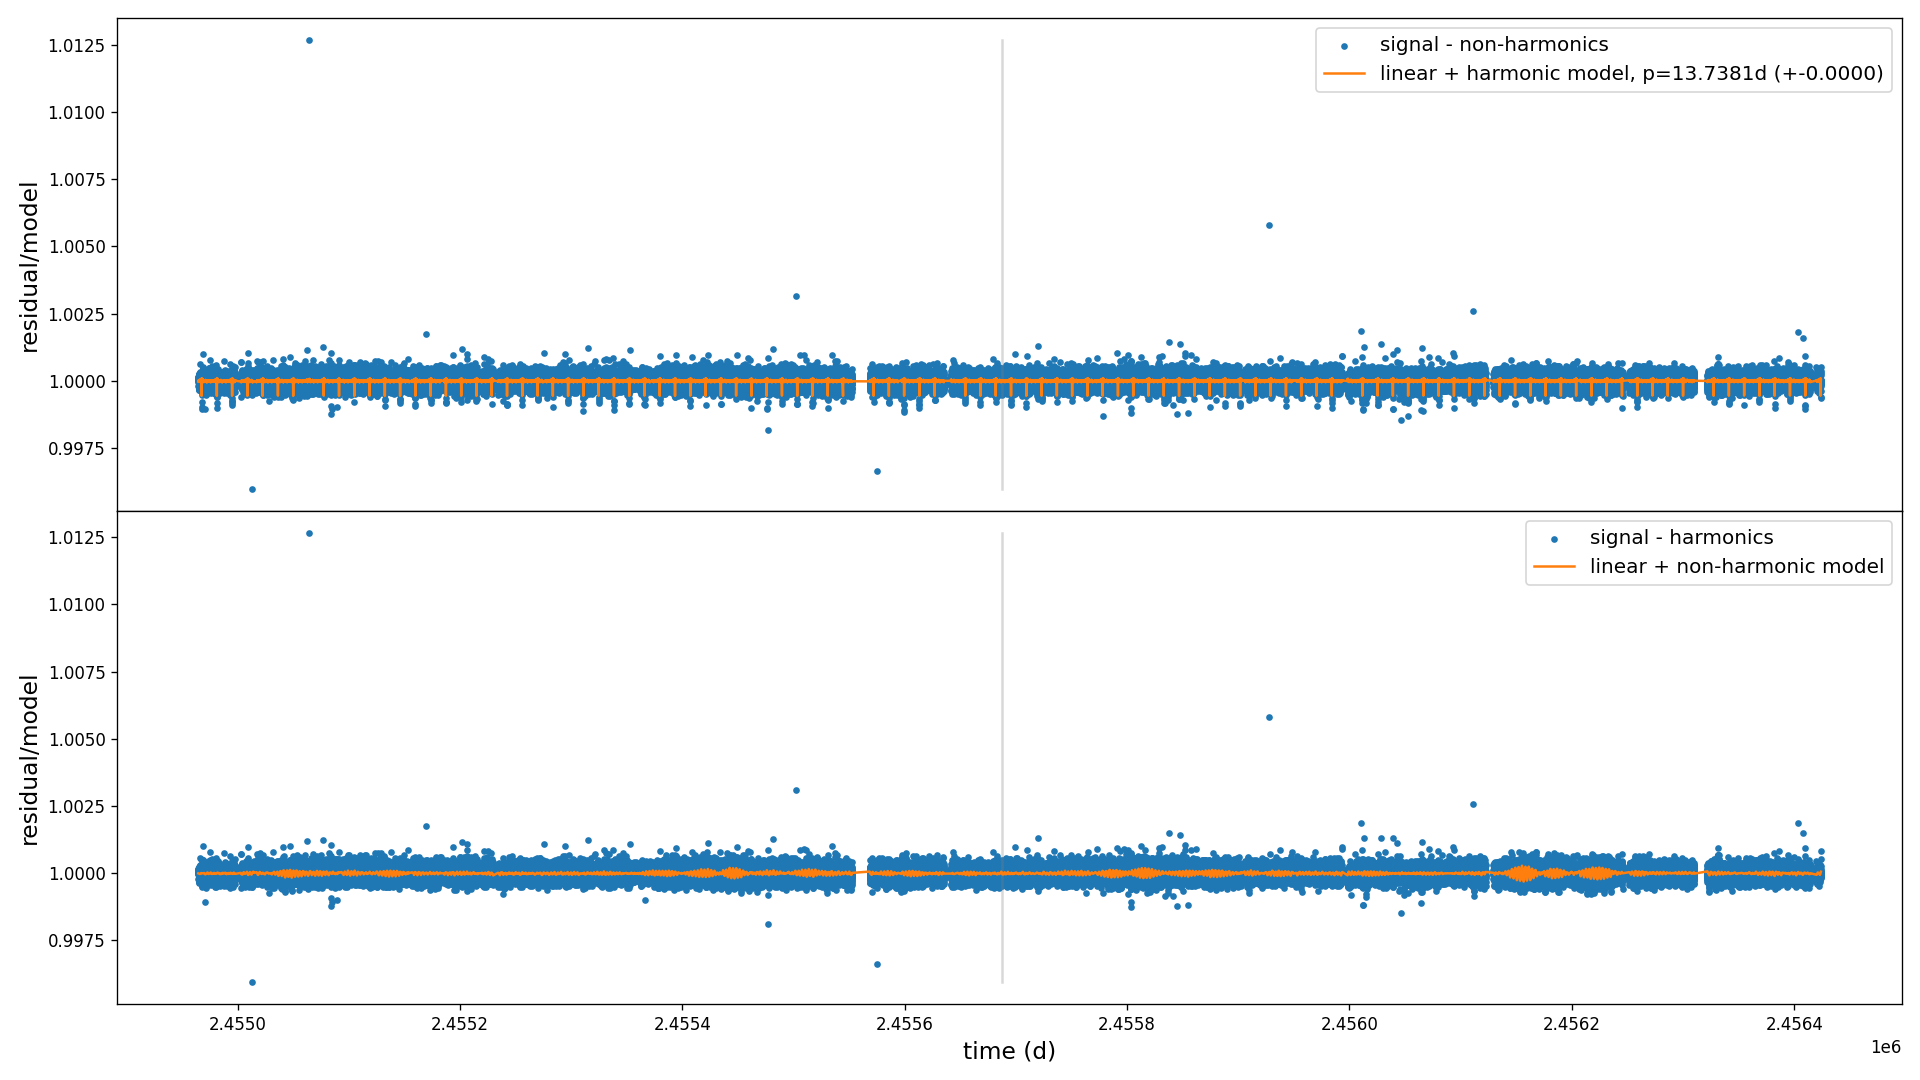 signal - non-harmonics
linear + harmonic model, p=13.7381d (+-0.0000)
residual/model
1.0125
1.0100
1.0075
1.0050
1.0025
1.0000
0.9975
signal - harmonics
linear + non-harmonic model
residual/model
1.0125
1.0100
1.0075
1.0050
1.0025
1.0000
0.9975
2.4550 2.4552 2.4554 2.4556 2.4558 2.4560 2.4562 2.4564
time (d)
1e6